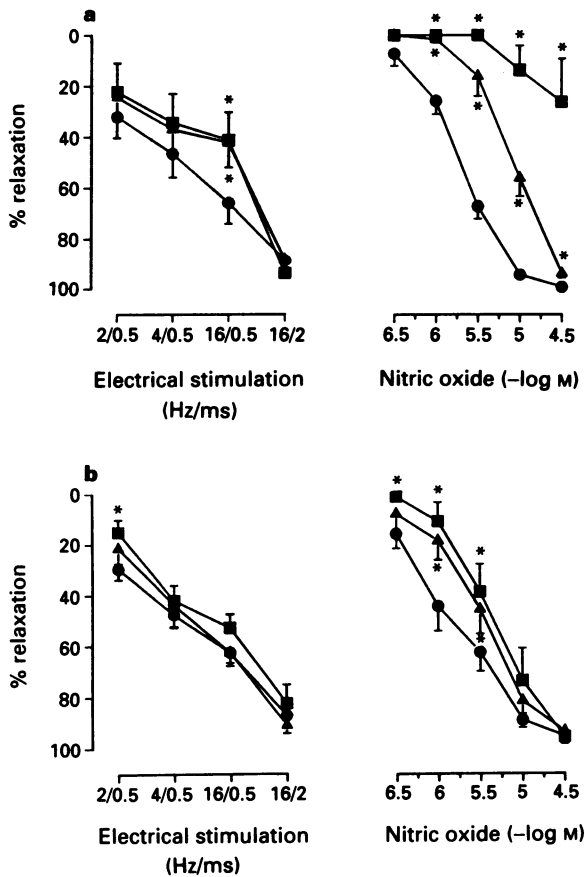 a
% relaxation
0
20
40
60
80
100
* *
2/0.5 4/0.5 16/0.5 16/2
Electrical stimulation
(Hz/ms)
* * * * * * * *
6.5 6 5.5 5 4.5
Nitric oxide (–log M)
b
% relaxation
0
20
40
60
80
100
*
2/0.5 4/0.5 16/0.5 16/2
Electrical stimulation
(Hz/ms)
* * * * *
6.5 6 5.5 5 4.5
Nitric oxide (–log M)